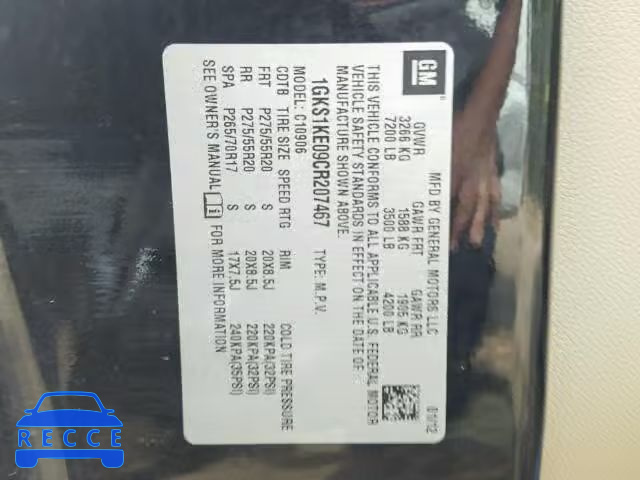 GM
MFD BY GENERAL MOTORS LLC
01/12
GVWR GAWR FRT GAWR RR
3266 KG 1588 KG 1905 KG
7200 LB 3500 LB 4200 LB
THIS VEHICLE CONFORMS TO ALL APPLICABLE U.S. FEDERAL MOTOR
VEHICLE SAFETY STANDARDS IN EFFECT ON THE DATE OF
MANUFACTURE SHOWN ABOVE.
1GKS1KE09CR207467 TYPE: M.P.V.
MODEL: C10906
CDTB TIRE SIZE SPEED RTG RIM COLD TIRE PRESSURE
FRT P275/55R20 S 20X8.5J 220KPA(32PSI)
RR P275/55R20 S 20X8.5J 220KPA(32PSI)
SPA P265/70R17 S 17X7.5J 240KPA(35PSI)
SEE OWNER'S MANUAL FOR MORE INFORMATION
RECCE